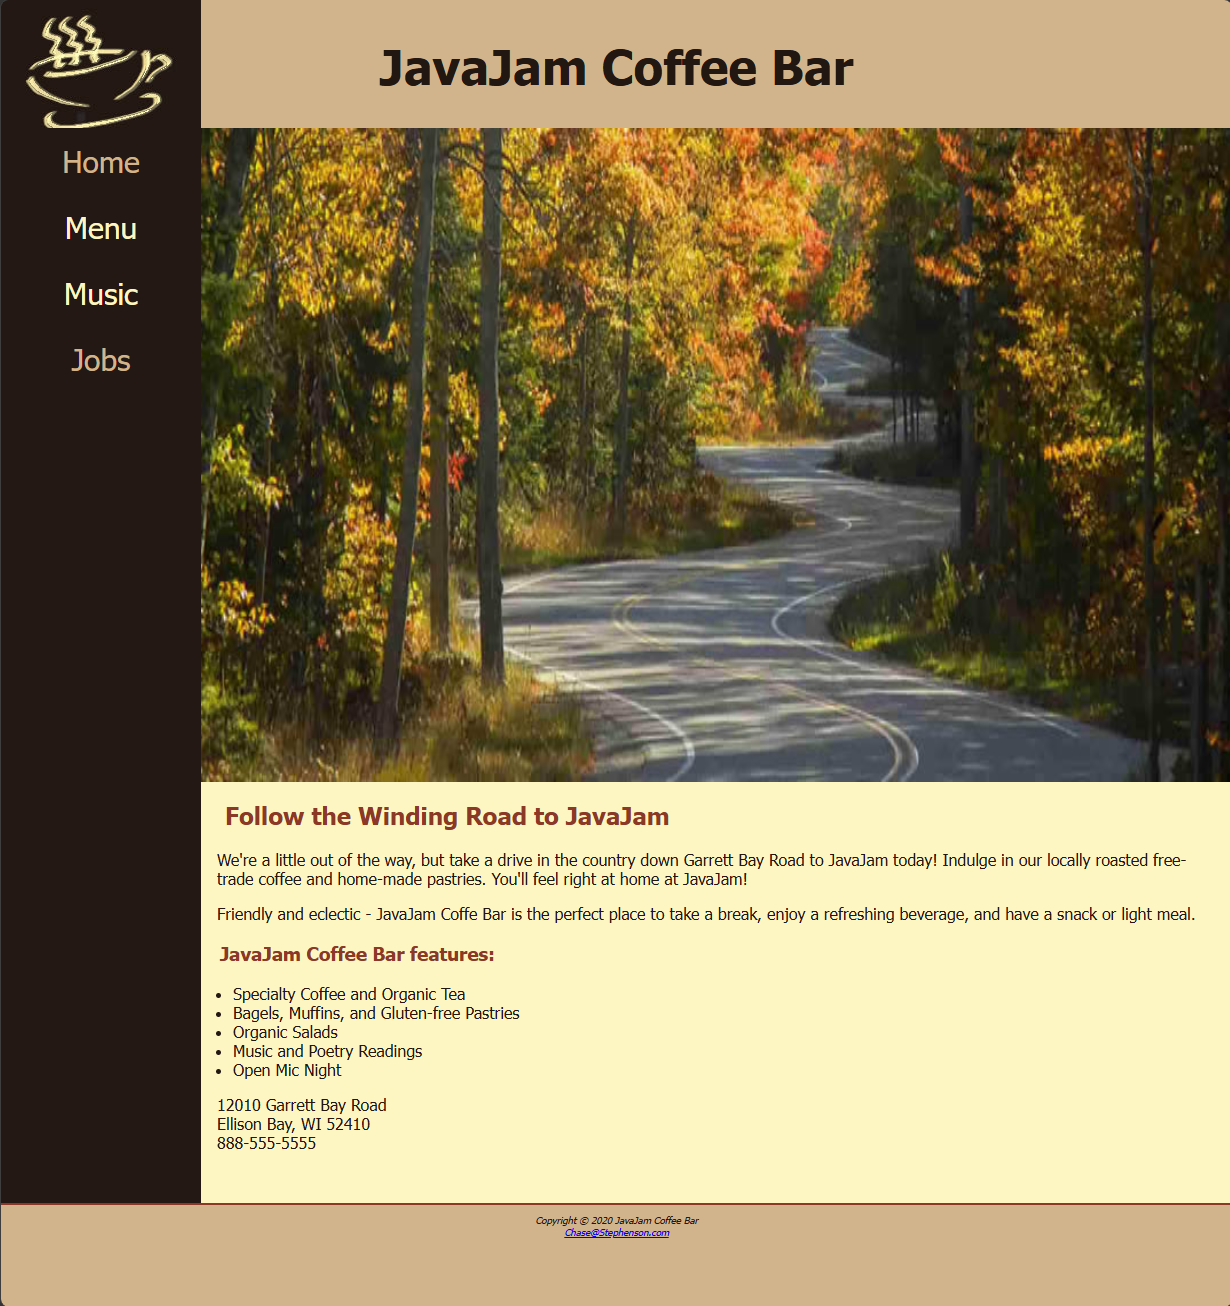 JavaJam Coffee Bar
Home
Menu
Music
Jobs
Follow the Winding Road to JavaJam
We're a little out of the way, but take a drive in the country down Garrett Bay Road to JavaJam today! Indulge in our locally roasted free-
trade coffee and home-made pastries. You'll feel right at home at JavaJam!
Friendly and eclectic - JavaJam Coffe Bar is the perfect place to take a break, enjoy a refreshing beverage, and have a snack or light meal.
JavaJam Coffee Bar features:
• Specialty Coffee and Organic Tea
• Bagels, Muffins, and Gluten-free Pastries
• Organic Salads
• Music and Poetry Readings
• Open Mic Night
12010 Garrett Bay Road
Ellison Bay, WI 52410
888-555-5555
Copyright © 2020 JavaJam Coffee Bar
Chase@Stephenson.com